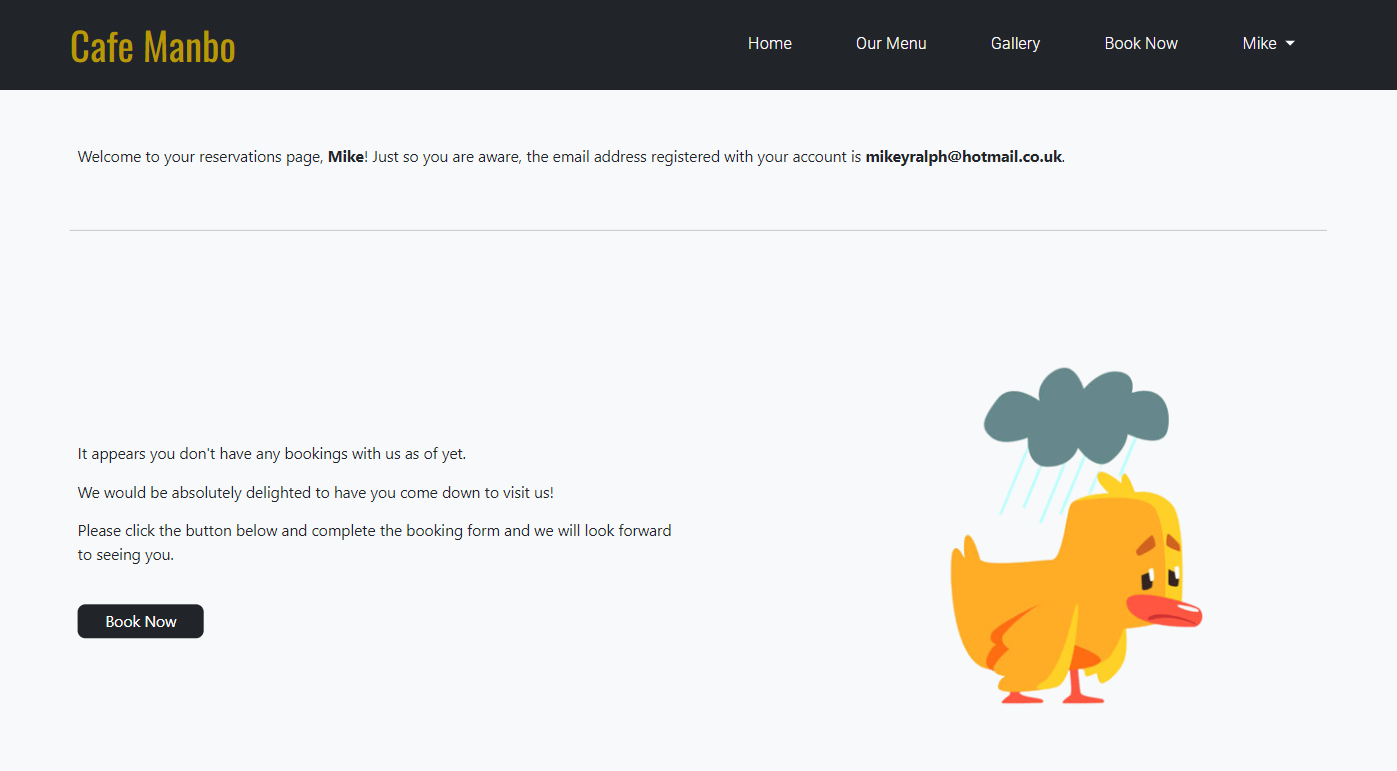 Cafe Manbo
Home Our Menu Gallery Book Now Mike
Welcome to your reservations page, Mike! Just so you are aware, the email address registered with your account is mikeyralph@hotmail.co.uk.
It appears you don't have any bookings with us as of yet.
We would be absolutely delighted to have you come down to visit us!
Please click the button below and complete the booking form and we will look forward
to seeing you.
Book Now